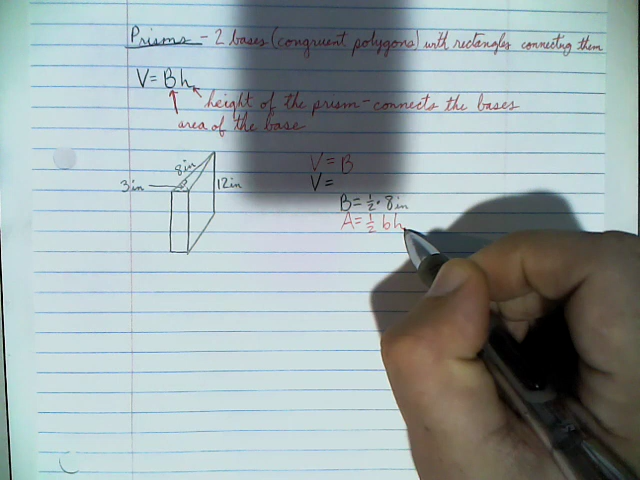 Prisms - 2 bases (congruent polygons) with rectangles connecting them
V = Bh
height of the prism - connects the bases
area of the base
8in
3in
12in
V = B
V =
B = ½ · 8in
A = ½ bh